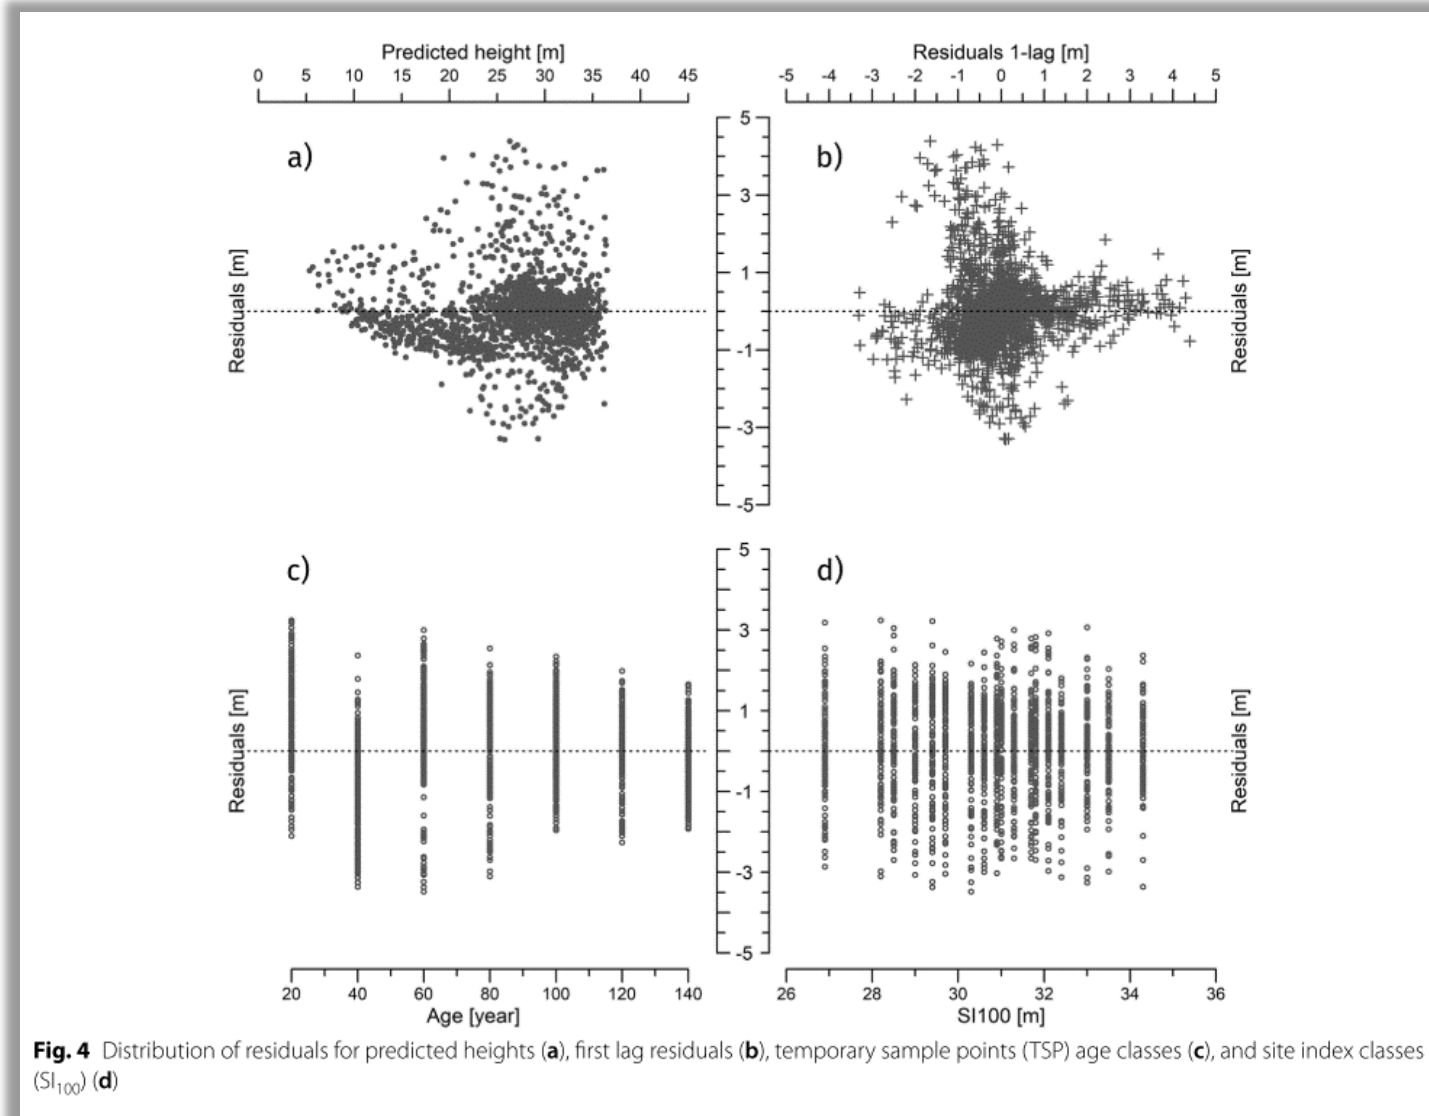 Predicted height [m]
0 5 10 15 20 25 30 35 40 45
Residuals 1-lag [m]
-5 -4 -3 -2 -1 0 1 2 3 4 5
a)
b)
Residuals [m]
5
3
1
-1
-3
-5
Residuals [m]
c)
d)
Residuals [m]
5
3
1
-1
-3
-5
Residuals [m]
20 40 60 80 100 120 140
Age [year]
26 28 30 32 34 36
SI100 [m]
Fig. 4 Distribution of residuals for predicted heights (a), first lag residuals (b), temporary sample points (TSP) age classes (c), and site index classes
(SI100) (d)